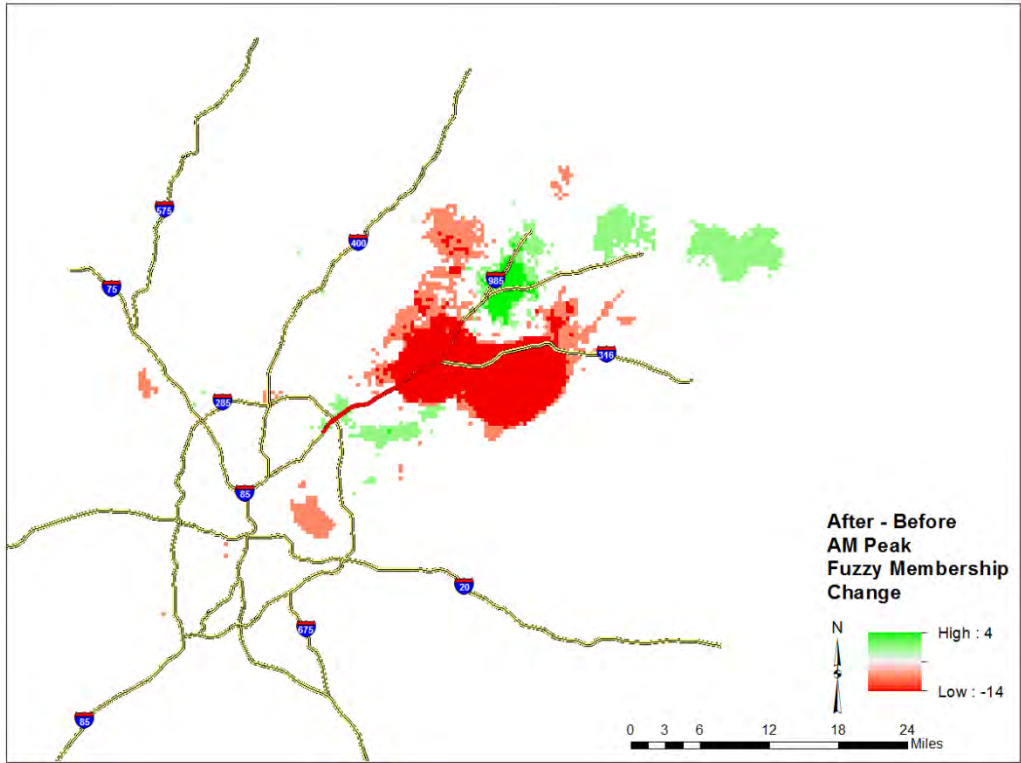 575
400
985
75
316
285
85
After - Before
AM Peak
Fuzzy Membership
Change
20
N
High : 4
675
Low : -14
85
0 3 6 12 18 24
Miles